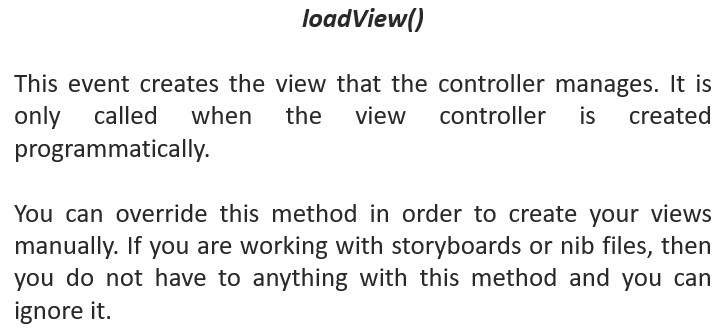 loadView()
This event creates the view that the controller manages. It is
only called when the view controller is created
programmatically.
You can override this method in order to create your views
manually. If you are working with storyboards or nib files, then
you do not have to anything with this method and you can
ignore it.